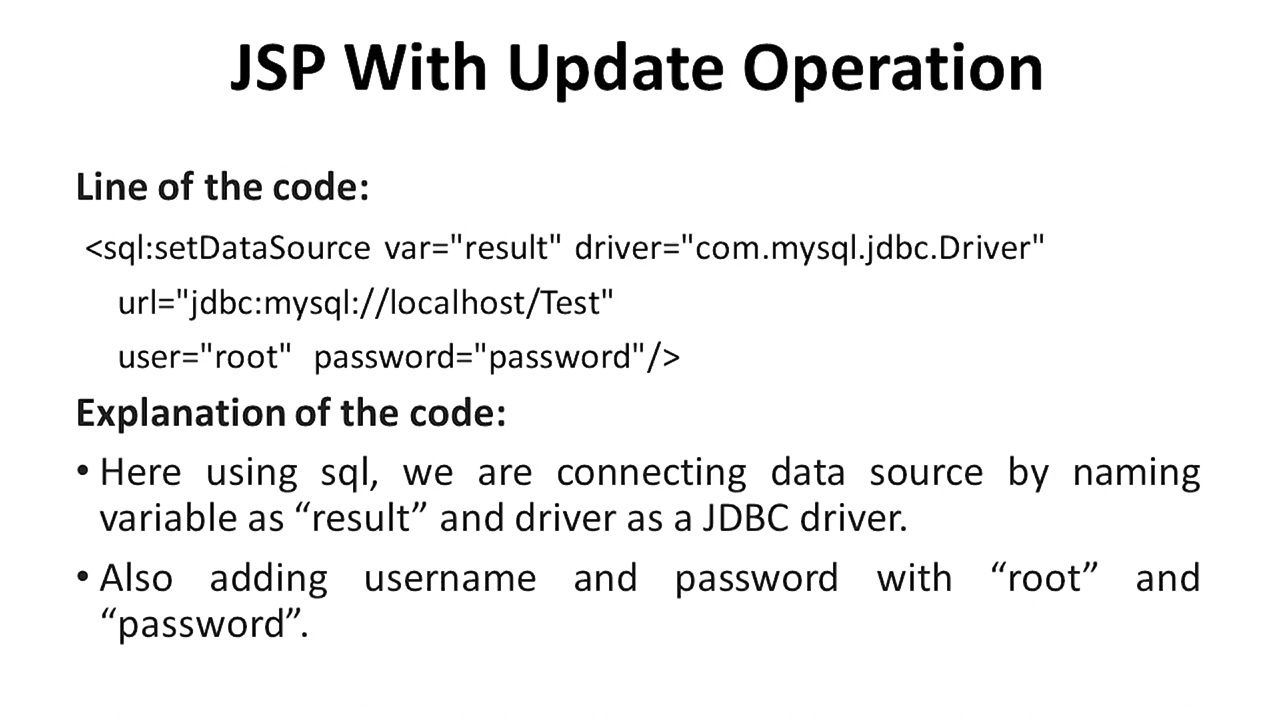 JSP With Update Operation
Line of the code:
<sql:setDataSource var="result" driver="com.mysql.jdbc.Driver"
url="jdbc:mysql://localhost/Test"
user="root" password="password"/>
Explanation of the code:
• Here using sql, we are connecting data source by naming
variable as “result” and driver as a JDBC driver.
• Also adding username and password with “root” and
“password”.